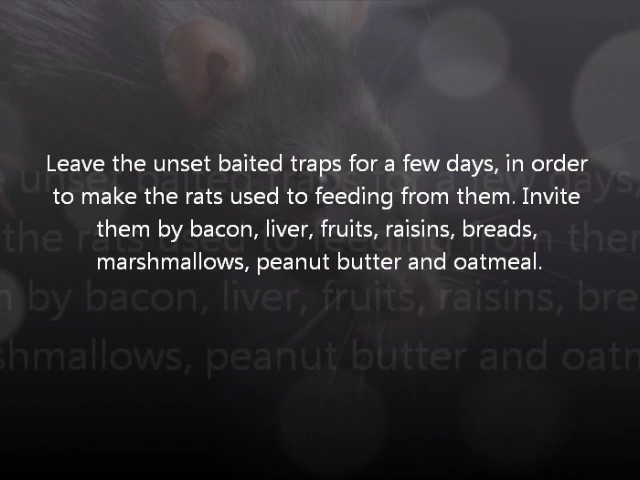 Leave the unset baited traps for a few days, in order
to make the rats used to feeding from them. Invite
them by bacon, liver, fruits, raisins, breads,
marshmallows, peanut butter and oatmeal.